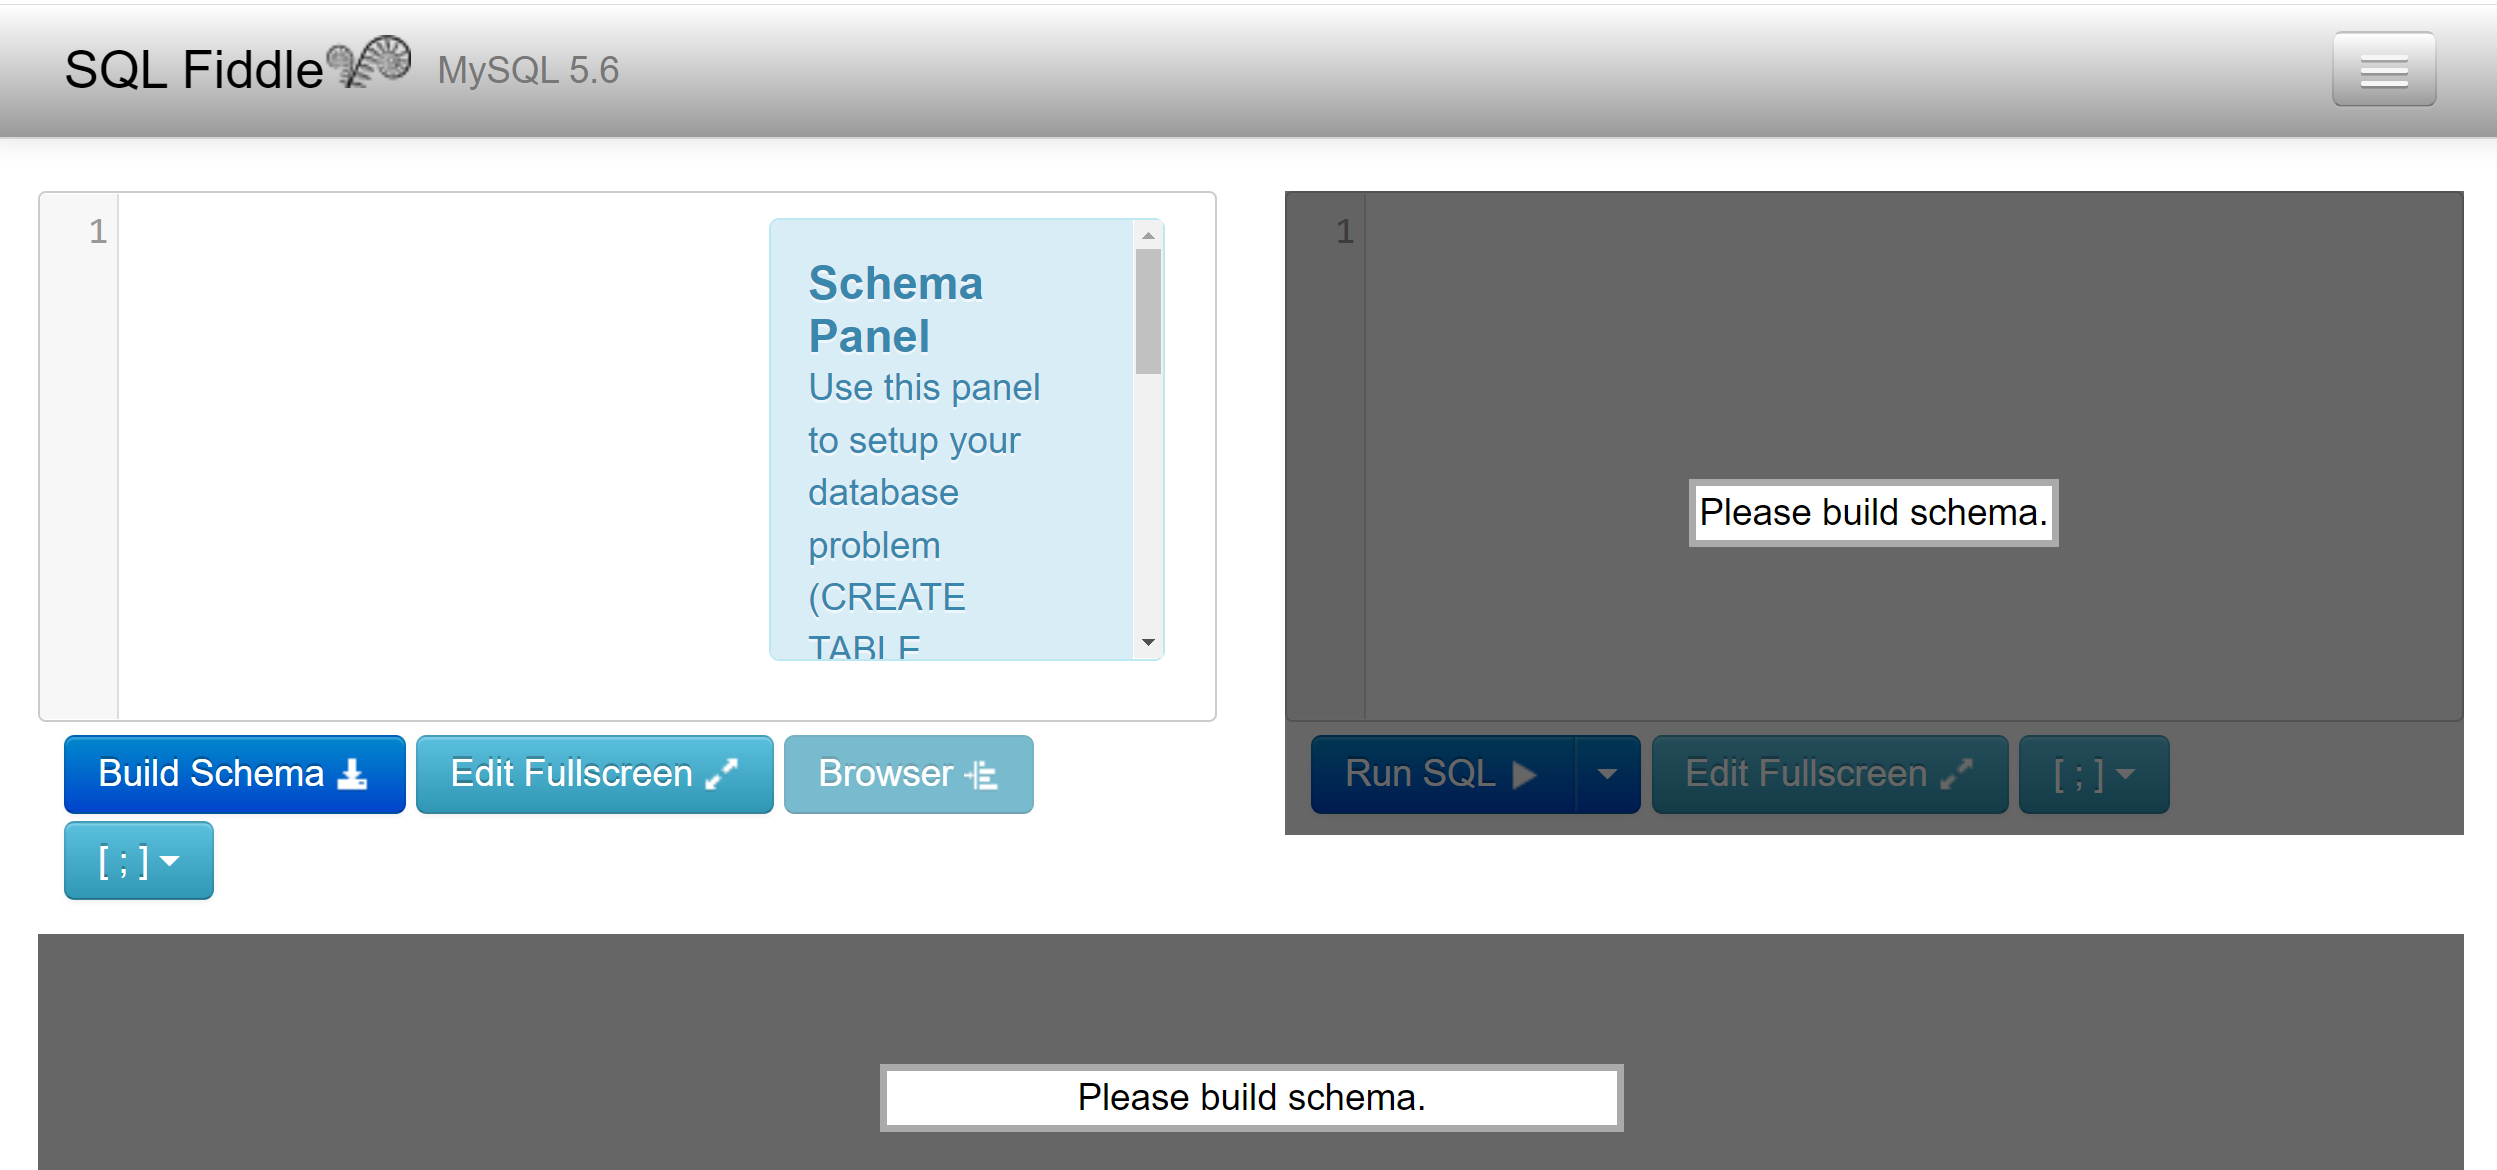 SQL Fiddle MySQL 5.6
1
Schema
Panel
Use this panel
to setup your
database
problem
(CREATE
TABLE
1
Please build schema.
Build Schema Edit Fullscreen Browser
[ ; ]
Run SQL Edit Fullscreen [ ; ]
Please build schema.